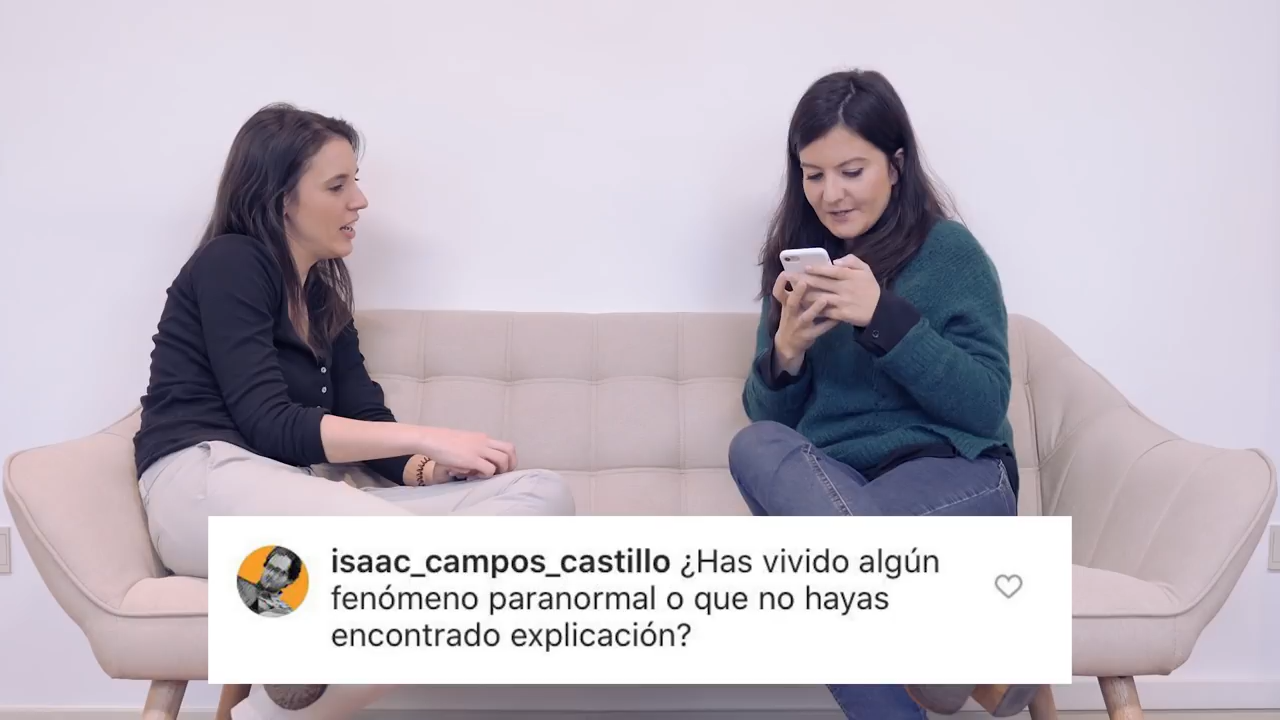 isaac_campos_castillo ¿Has vivido algún
fenómeno paranormal o que no hayas
encontrado explicación?